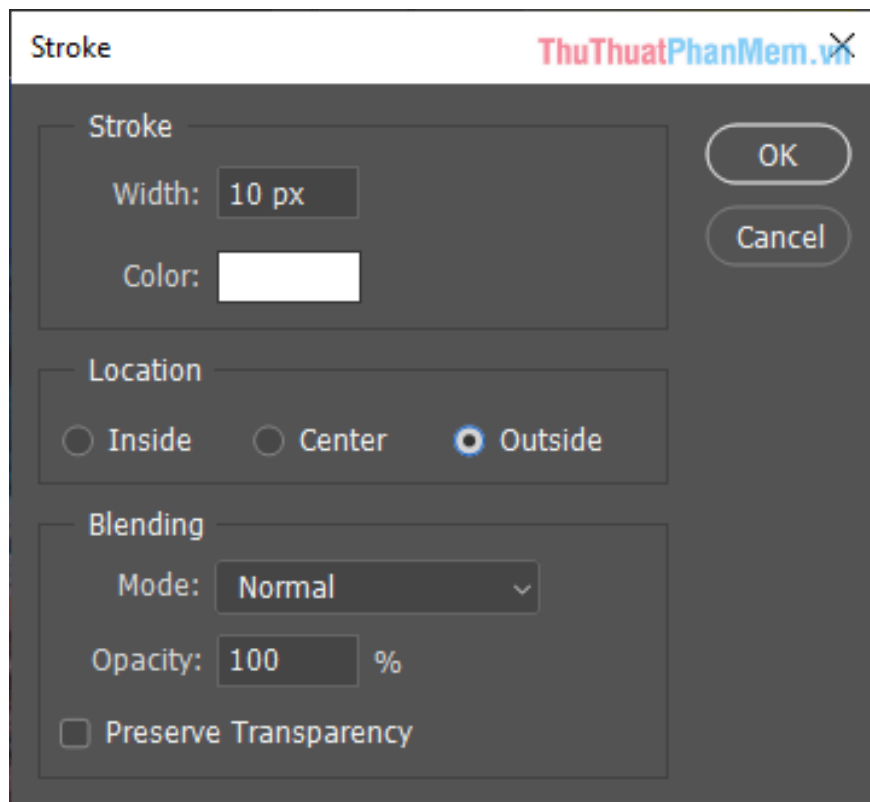 Stroke
ThuThuatPhanMem.vn
Stroke
Width: 10 px
Color:
OK
Cancel
Location
Inside Center Outside
Blending
Mode: Normal
Opacity: 100 %
Preserve Transparency